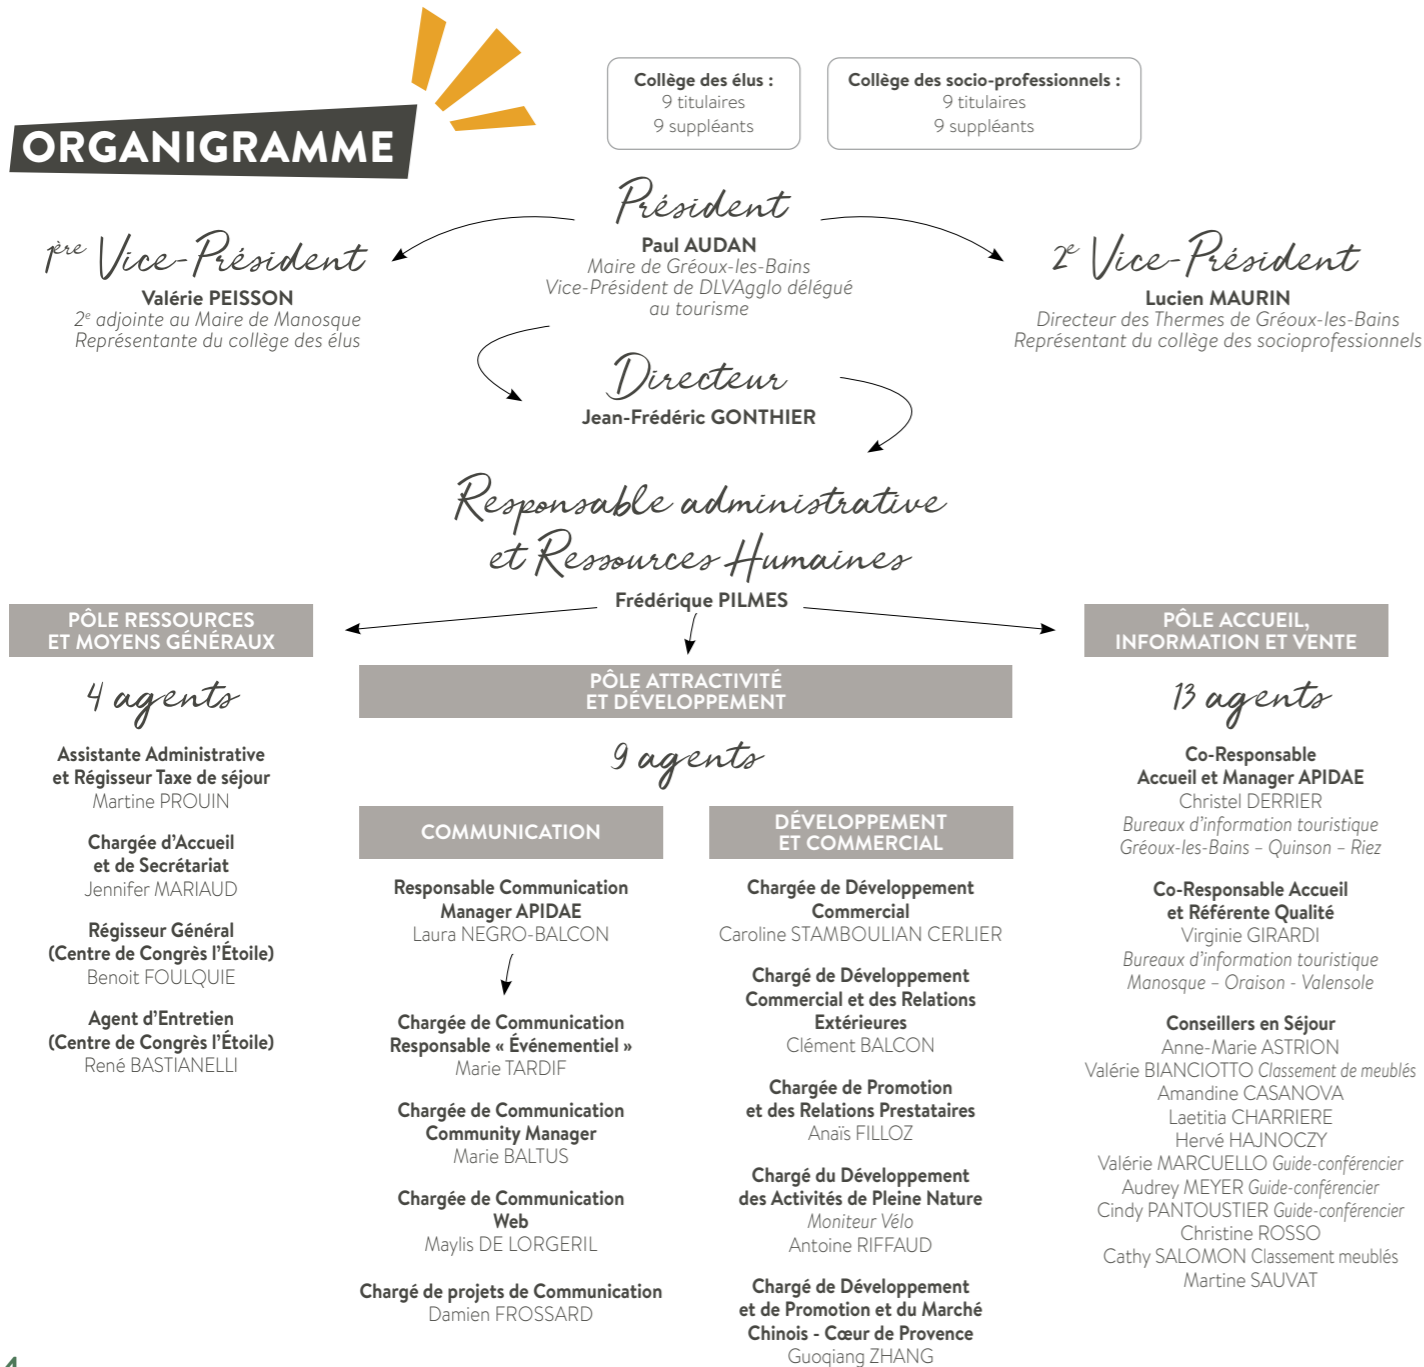 ORGANIGRAMME
Collège des élus :
9 titulaires
9 suppléants
Collège des socio-professionnels :
9 titulaires
9 suppléants
Président
Paul AUDAN
Maire de Gréoux-les-Bains
Vice-Président de DLVAgglo délégué
au tourisme
1ère Vice-Président
Valérie PEISSON
2e adjointe au Maire de Manosque
Représentante du collège des élus
2e Vice-Président
Lucien MAURIN
Directeur des Thermes de Gréoux-les-Bains
Représentant du collège des socioprofessionnels
Directeur
Jean-Frédéric GONTHIER
Responsable administrative
et Ressources Humaines
Frédérique PILMES
PÔLE RESSOURCES
ET MOYENS GÉNÉRAUX
4 agents
Assistante Administrative
et Régisseur Taxe de séjour
Martine PROUIN
Chargée d'Accueil
et de Secrétariat
Jennifer MARIAUD
Régisseur Général
(Centre de Congrès l'Étoile)
Benoit FOULQUIE
Agent d'Entretien
(Centre de Congrès l'Étoile)
René BASTIANELLI
PÔLE ATTRACTIVITÉ
ET DÉVELOPPEMENT
9 agents
COMMUNICATION
Responsable Communication
Manager APIDAE
Laura NEGRO-BALCON
Chargée de Communication
Responsable « Événementiel »
Marie TARDIF
Chargée de Communication
Community Manager
Marie BALTUS
Chargée de Communication
Web
Maylis DE LORGERIL
Chargé de projets de Communication
Damien FROSSARD
DÉVELOPPEMENT
ET COMMERCIAL
Chargée de Développement
Commercial
Caroline STAMBOULIAN CERLIER
Chargé de Développement
Commercial et des Relations
Extérieures
Clément BALCON
Chargée de Promotion
et des Relations Prestataires
Anaïs FILLOZ
Chargé du Développement
des Activités de Pleine Nature
Moniteur Vélo
Antoine RIFFAUD
Chargé de Développement
et de Promotion et du Marché
Chinois - Cœur de Provence
Guoqiang ZHANG
PÔLE ACCUEIL,
INFORMATION ET VENTE
13 agents
Co-Responsable
Accueil et Manager APIDAE
Christel DERRIER
Bureaux d'information touristique
Gréoux-les-Bains – Quinson – Riez
Co-Responsable Accueil
et Référente Qualité
Virginie GIRARDI
Bureaux d'information touristique
Manosque – Oraison - Valensole
Conseillers en Séjour
Anne-Marie ASTRION
Valérie BIANCIOTTO Classement de meublés
Amandine CASANOVA
Laetitia CHARRIERE
Hervé HAJNOCZY
Valérie MARCUELLO Guide-conférencier
Audrey MEYER Guide-conférencier
Cindy PANTOUSTIER Guide-conférencier
Christine ROSSO
Cathy SALOMON Classement meublés
Martine SAUVAT